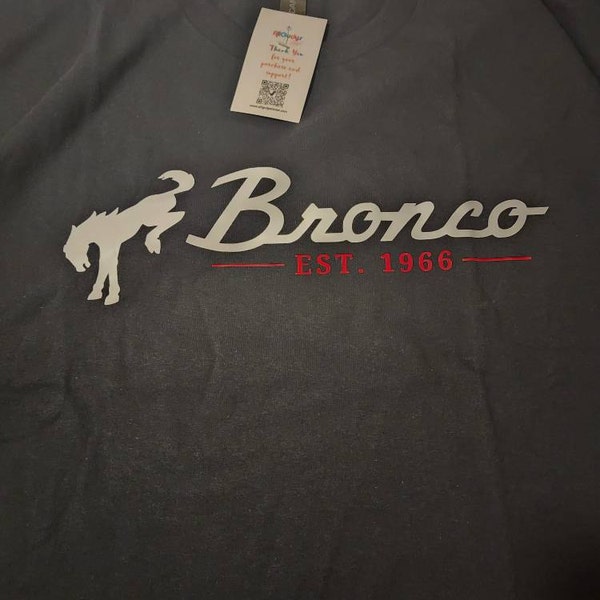 Thank You
for your
purchase and
support!
Bronco
EST. 1966